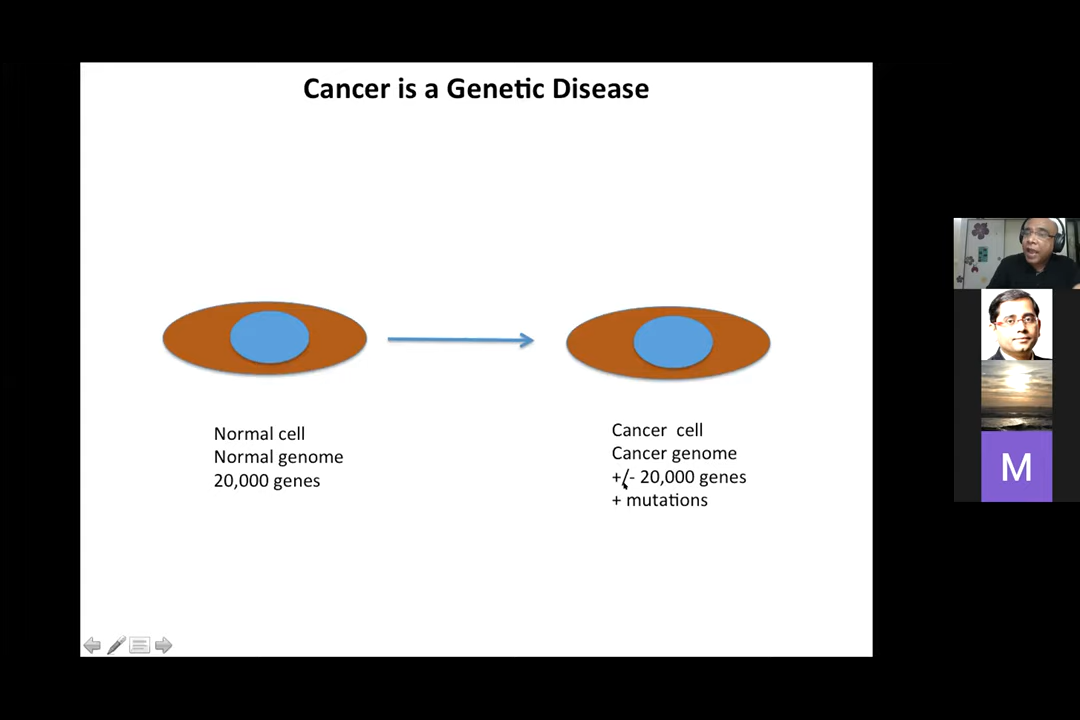 Cancer is a Genetic Disease
Normal cell
Normal genome
20,000 genes
Cancer cell
Cancer genome
+/- 20,000 genes
+ mutations
M